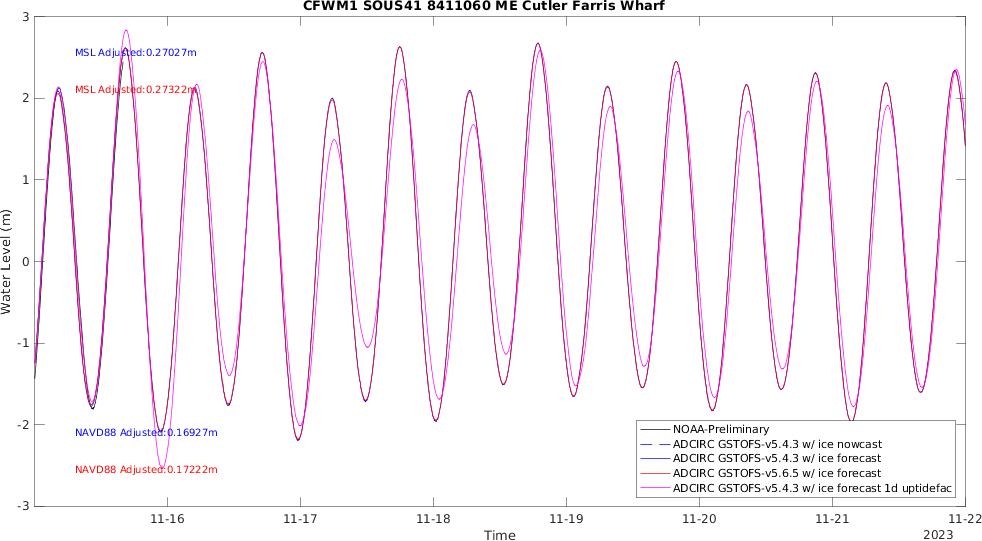 CFWM1 SOUS41 8411060 ME Cutler Farris Wharf
3
2
1
0
-1
-2
-3
Water Level (m)
MSL Adjusted:0.27027m
MSL Adjusted:0.27322m
NAVD88 Adjusted:0.16927m
NAVD88 Adjusted:0.17222m
NOAA-Preliminary
ADCIRC GSTOFS-v5.4.3 w/ ice nowcast
ADCIRC GSTOFS-v5.4.3 w/ ice forecast
ADCIRC GSTOFS-v5.6.5 w/ ice forecast
ADCIRC GSTOFS-v5.4.3 w/ ice forecast 1d uptidefac
11-16 11-17 11-18 11-19 11-20 11-21 11-22
Time
2023